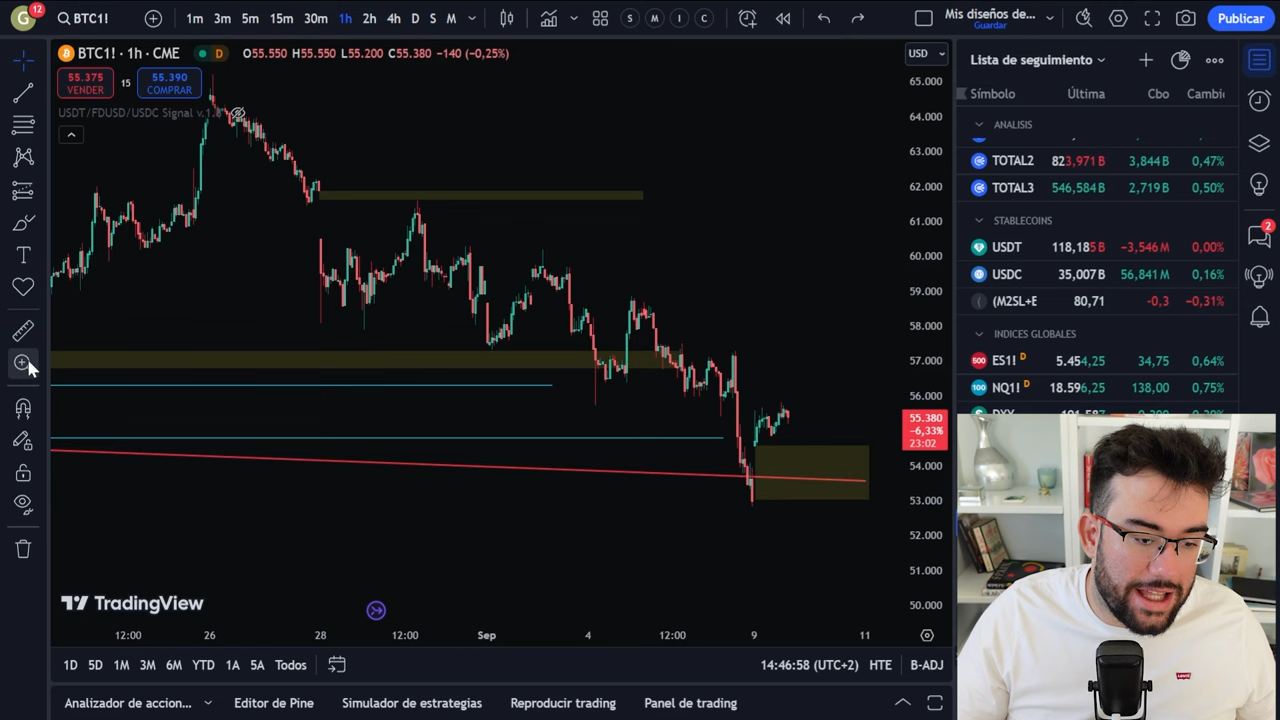 G 12 BTC1! 1m 3m 5m 15m 30m 1h 2h 4h D S M S M I C Mis diseños de... Guardar Publicar
BTC1! · 1h · CME D O55.550 H55.550 L55.200 C55.380 −140 (−0,25%) USD
55.375 VENDER 15 55.390 COMPRAR
USDT/FDUSD/USDC Signal v.1.
Lista de seguimiento
Símbolo Última Cbo Cambi
ANALISIS
TOTAL2 823,971 B 3,844 B 0,47%
TOTAL3 546,584 B 2,719 B 0,50%
STABLECOINS
USDT 118,185 B −3,546 M 0,00%
USDC 35,007 B 56,841 M 0,16%
(M2SL+E 80,71 −0,3 −0,31%
INDICES GLOBALES
500 ES1! D 5.454,25 34,75 0,64%
100 NQ1! D 18.596,25 138,00 0,75%
2
65.000
64.000
63.000
62.000
61.000
60.000
59.000
58.000
57.000
56.000
55.380
−6,33%
23:02
54.000
53.000
52.000
51.000
50.000
TradingView
12:00 26 28 12:00 Sep 4 12:00 9 11
1D 5D 1M 3M 6M YTD 1A 5A Todos 14:46:58 (UTC+2) HTE B-ADJ
Analizador de accion... Editor de Pine Simulador de estrategias Reproducir trading Panel de trading